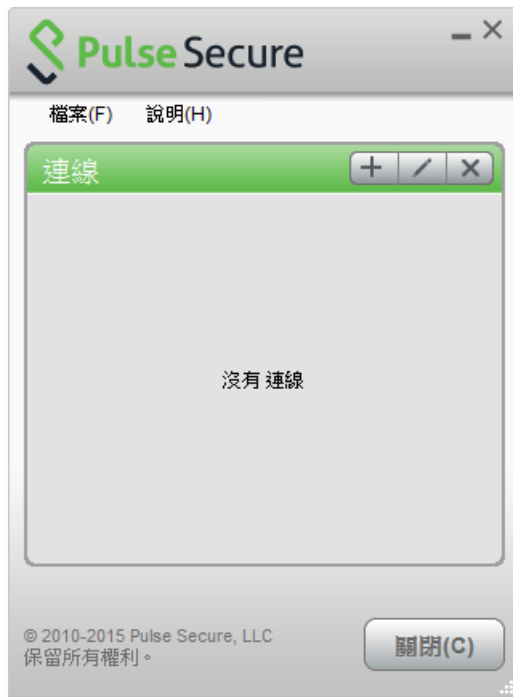 Pulse Secure
檔案(F) 說明(H)
連線
沒有 連線
© 2010-2015 Pulse Secure, LLC
保留所有權利。
關閉(C)